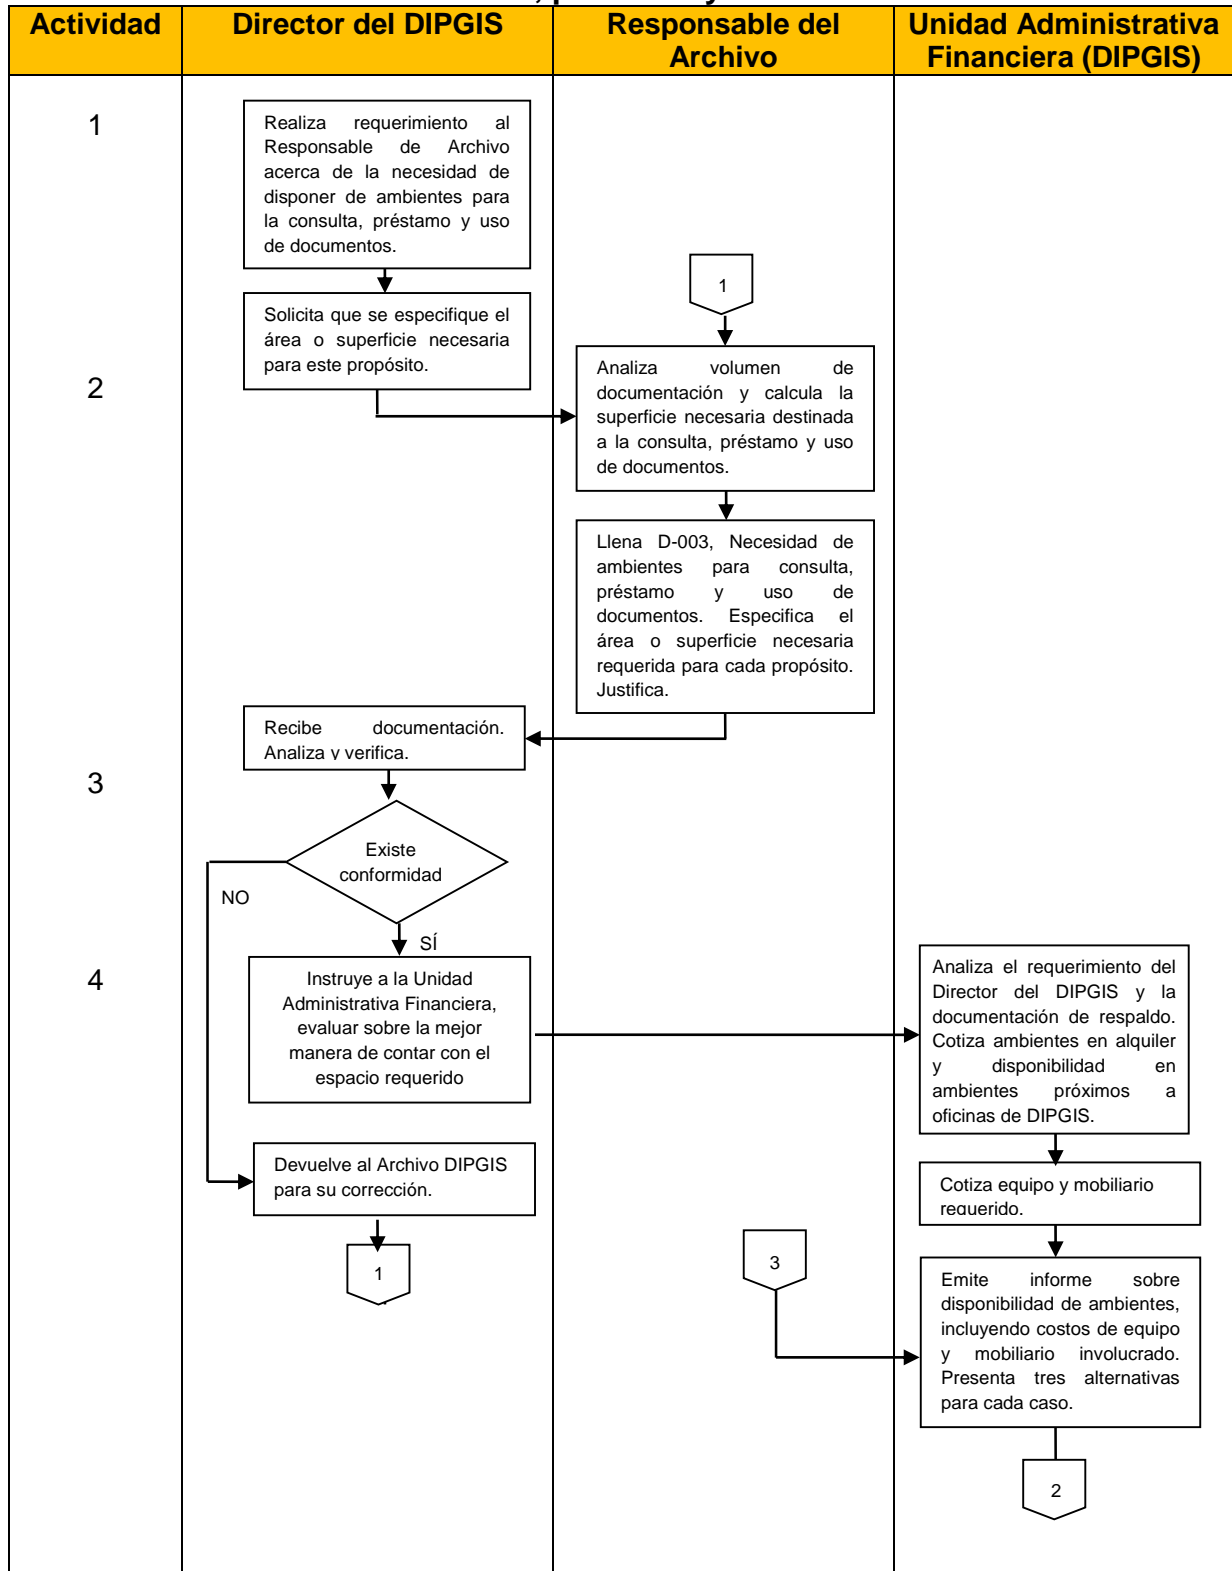 Actividad
Director del DIPGIS
Responsable del
Archivo
Unidad Administrativa
Financiera (DIPGIS)
1
Realiza requerimiento al
Responsable de Archivo
acerca de la necesidad de
disponer de ambientes para
la consulta, préstamo y uso
de documentos.
1
Solicita que se especifique el
área o superficie necesaria
para este propósito.
2
Analiza volumen de
documentación y calcula la
superficie necesaria destinada
a la consulta, préstamo y uso
de documentos.
Llena D-003, Necesidad de
ambientes para consulta,
préstamo y uso de
documentos. Especifica el
área o superficie necesaria
requerida para cada propósito.
Justifica.
Recibe documentación.
Analiza y verifica.
3
Existe
conformidad
NO
SÍ
4
Instruye a la Unidad
Administrativa Financiera,
evaluar sobre la mejor
manera de contar con el
espacio requerido
Analiza el requerimiento del
Director del DIPGIS y la
documentación de respaldo.
Cotiza ambientes en alquiler
y disponibilidad en
ambientes próximos a
oficinas de DIPGIS.
Devuelve al Archivo DIPGIS
para su corrección.
Cotiza equipo y mobiliario
requerido.
1
3
Emite informe sobre
disponibilidad de ambientes,
incluyendo costos de equipo
y mobiliario involucrado.
Presenta tres alternativas
para cada caso.
2